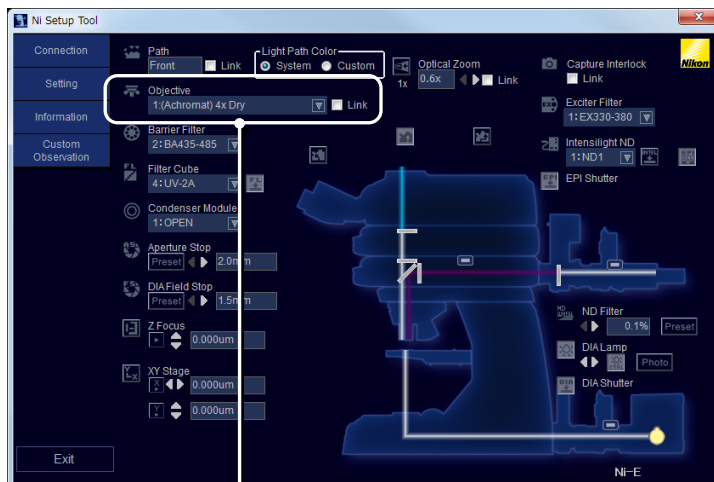 Ni Setup Tool
Connection
Setting
Information
Custom
Observation
Exit
Path
Front
Link
Light Path Color
System
Custom
Optical Zoom
1x
0.6x
Link
Capture Interlock
Link
Nikon
Objective
1:(Achromat) 4x Dry
Link
Exciter Filter
1:EX330-380
Barrier Filter
2:BA435-485
Intensilight ND
1:ND1
EPI Shutter
EPI
Filter Cube
FL
4:UV-2A
Condenser Module
1:OPEN
Aperture Stop
Preset
2.0mm
DIA Field Stop
Preset
1.5mm
Z Focus
0.000um
XY Stage
X
0.000um
Y
0.000um
ND Filter
0.1%
Preset
DIA Lamp
Photo
DIA Shutter
DIA
Ni-E